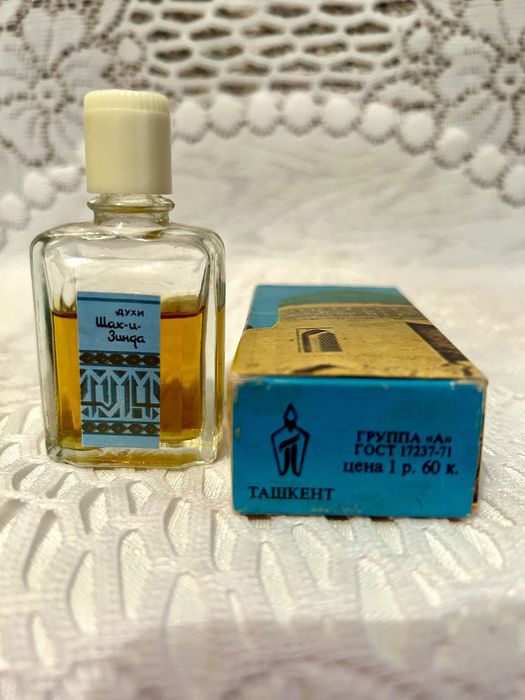 ДУХИ
Шах-и-
Зинда
ГРУППА «А»
ГОСТ 17237-71
цена 1 р. 60 к.
ТАШКЕНТ